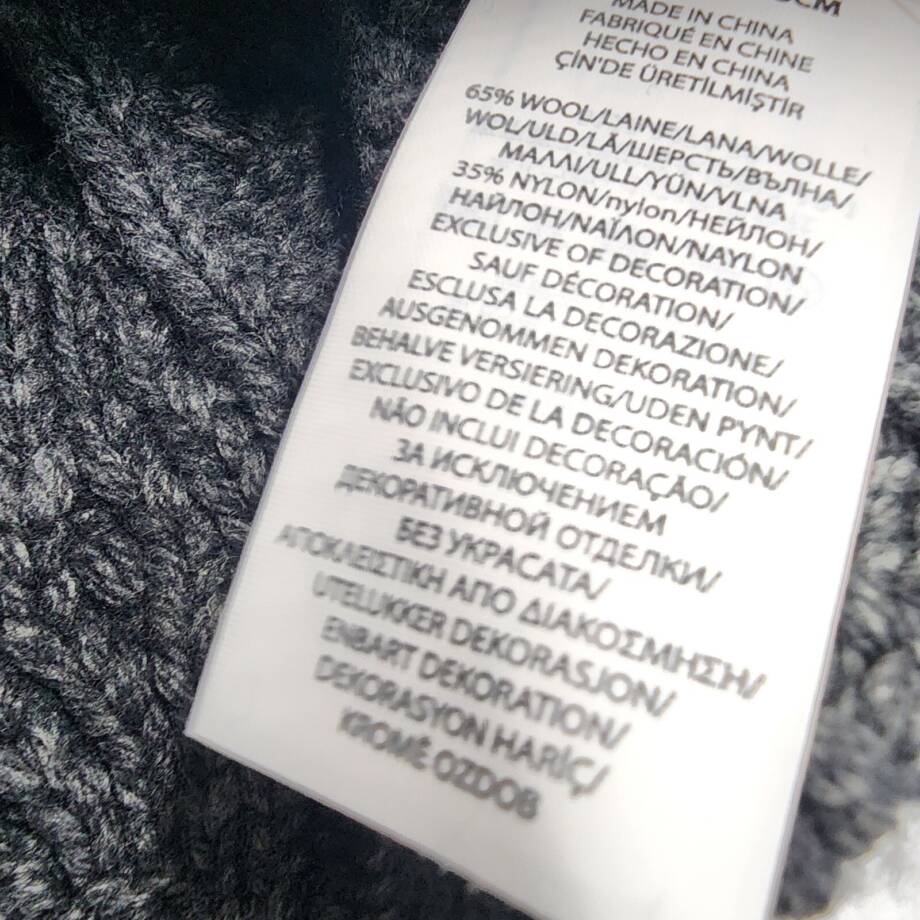 CM
MADE IN CHINA
FABRIQUÉ EN CHINE
HECHO EN CHINA
ÇİN'DE ÜRETİLMİŞTİR
65% WOOL/LAINE/LANA/WOLLE/
WOL/ULD/LÃ/ШЕРСТЬ/ВЪЛНА/
ΜΑΛΛΙ/ULL/YÜN/VLNA
35% NYLON/nylon/НЕЙЛОН/
НАЙЛОН/ΝΑΪΛΟΝ/NAYLON
EXCLUSIVE OF DECORATION/
SAUF DÉCORATION/
ESCLUSA LA DECORAZIONE/
AUSGENOMMEN DEKORATION/
BEHALVE VERSIERING/UDEN PYNT/
EXCLUSIVO DE LA DECORACIÓN/
NÃO INCLUI DECORAÇÃO/
ЗА ИСКЛЮЧЕНИЕМ
ДЕКОРАТИВНОЙ ОТДЕЛКИ/
БЕЗ УКРАСАТА/
ΑΠΟΚΛΕΙΣΤΙΚΗ ΑΠΟ ΔΙΑΚΟΣΜΗΣΗ/
UTELUKKER DEKORASJON/
ENBART DEKORATION/
DEKORASYON HARİÇ/
KROMĚ OZDOB